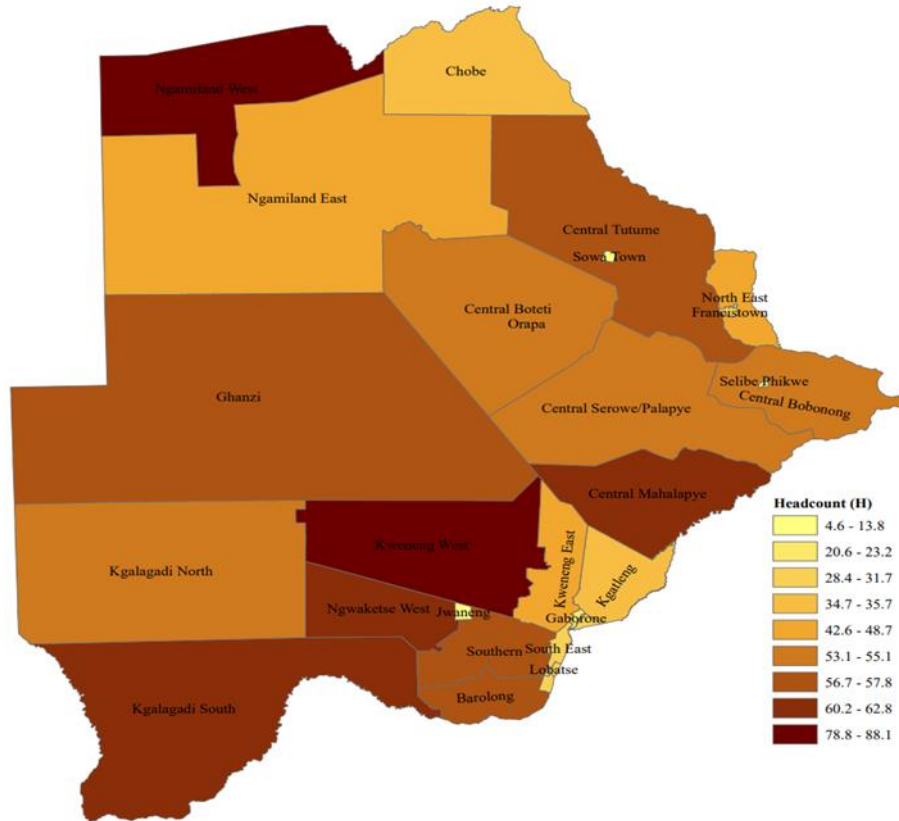 Chobe
Ngamiland West
Ngamiland East
Central Tutume
Sowa Town
North East
Francistown
Central Boteti
Orapa
Selibe Phikwe
Central Bobonong
Ghanzi
Central Serowe/Palapye
Central Mahalapye
Headcount (H)
4.6 - 13.8
20.6 - 23.2
28.4 - 31.7
34.7 - 35.7
42.6 - 48.7
53.1 - 55.1
56.7 - 57.8
60.2 - 62.8
78.8 - 88.1
Kweneng West
Kweneng East
Kgatleng
Kgalagadi North
Ngwaketse West
Jwaneng
Gaborone
Southern
South East
Lobatse
Barolong
Kgalagadi South